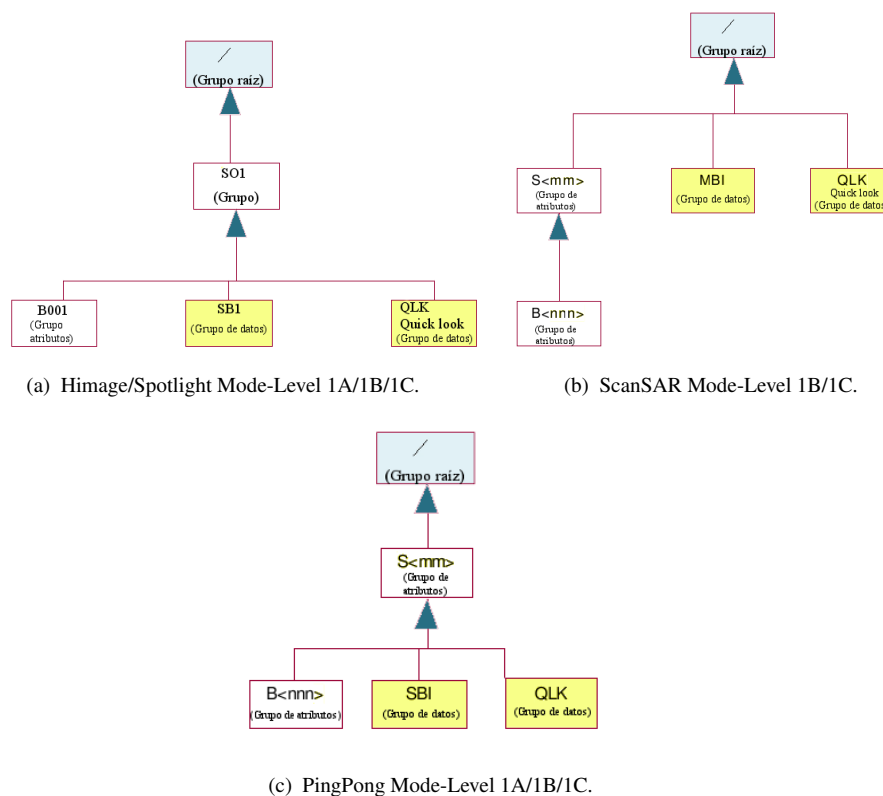 /
(Grupo raíz)
SO1
(Grupo)
B001
(Grupo
atributos)
SB1
(Grupo de datos)
QLK
Quick look
(Grupo de datos)
(a) Himage/Spotlight Mode-Level 1A/1B/1C.
/
(Grupo raíz)
S<mm>
(Grupo de
atributos)
MBI
(Grupo de datos)
QLK
Quick look
(Grupo de datos)
B<nnn>
(Grupo de
atributos)
(b) ScanSAR Mode-Level 1B/1C.
/
(Grupo raíz)
S<mm>
(Grupo de
atributos)
B<nnn>
(Grupo de atributos)
SBI
(Grupo de datos)
QLK
(Grupo de datos)
(c) PingPong Mode-Level 1A/1B/1C.